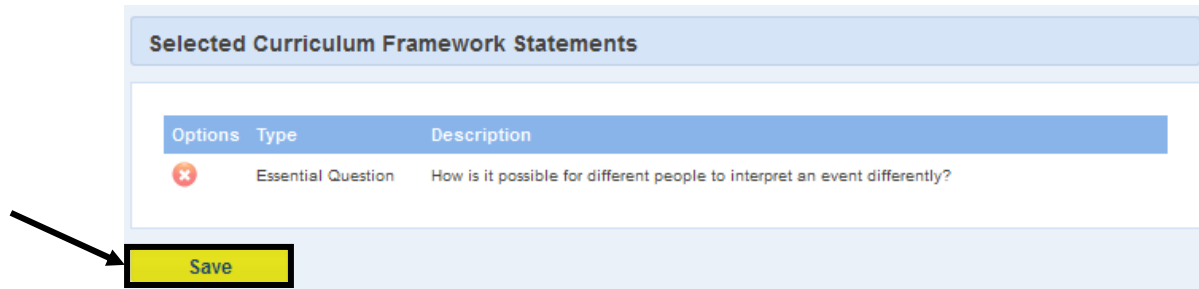 Selected Curriculum Framework Statements
Options Type Description
Essential Question How is it possible for different people to interpret an event differently?
Save